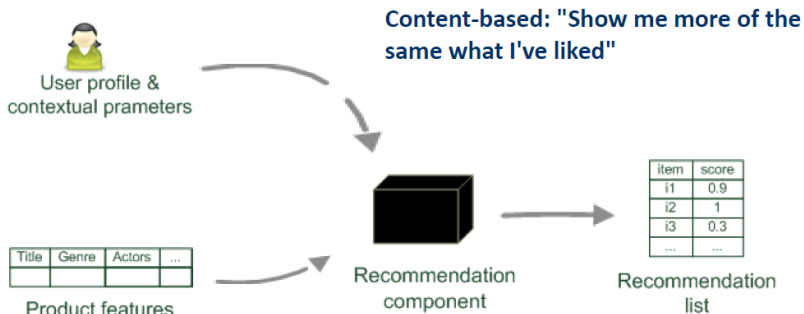 Content-based: "Show me more of the
same what I've liked"
User profile &
contextual prameters
Title Genre Actors ...
Product features
Recommendation
component
item score
i1 0.9
i2 1
i3 0.3
... ...
Recommendation
list